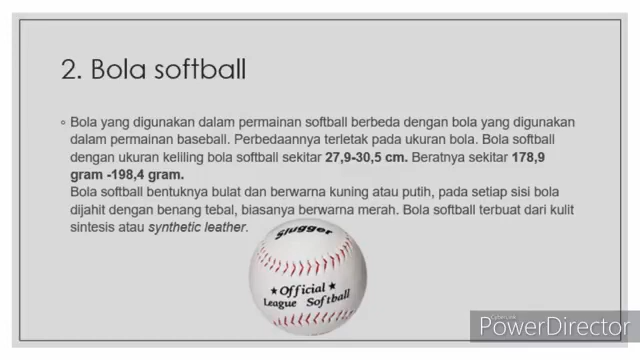 2. Bola softball
Bola yang digunakan dalam permainan softball berbeda dengan bola yang digunakan
dalam permainan baseball. Perbedaannya terletak pada ukuran bola. Bola softball
dengan ukuran keliling bola softball sekitar 27,9-30,5 cm. Beratnya sekitar 178,9
gram -198,4 gram.
Bola softball bentuknya bulat dan berwarna kuning atau putih, pada setiap sisi bola
dijahit dengan benang tebal, biasanya berwarna merah. Bola softball terbuat dari kulit
sintesis atau synthetic leather.
Slugger
★ Official ★
League Softball
CyberLink
PowerDirector